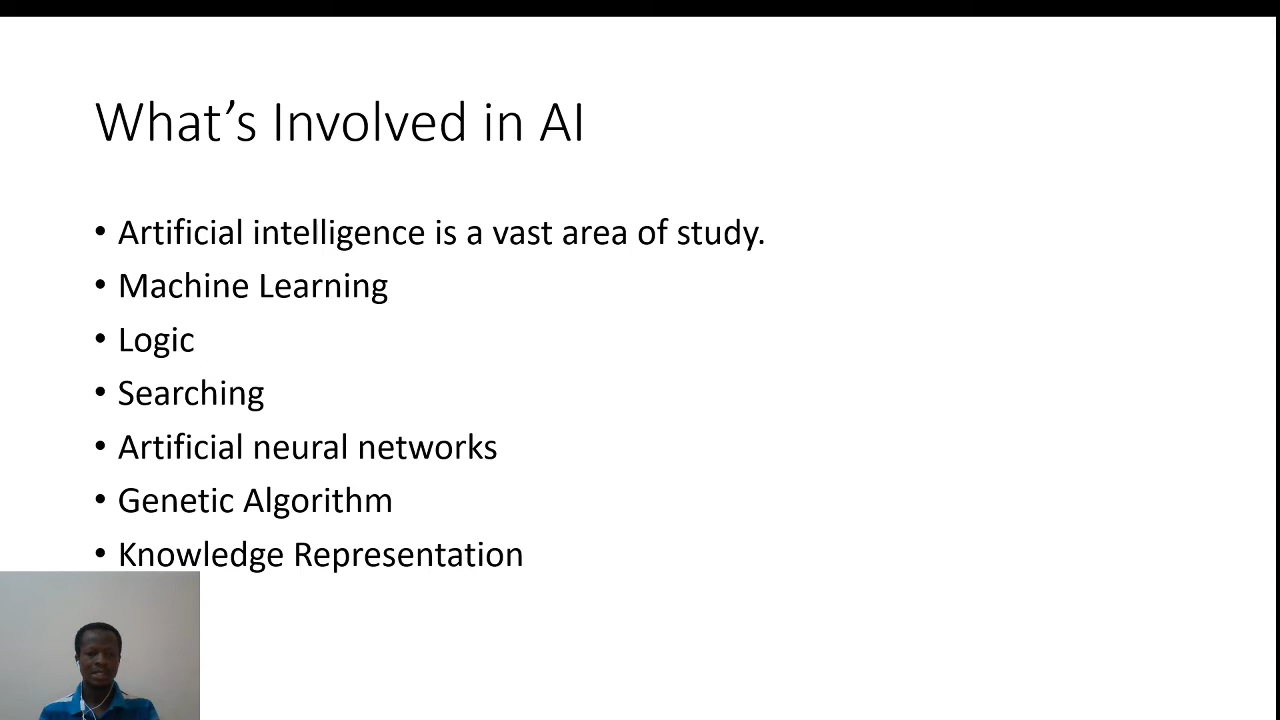 What's Involved in AI
• Artificial intelligence is a vast area of study.
• Machine Learning
• Logic
• Searching
• Artificial neural networks
• Genetic Algorithm
• Knowledge Representation